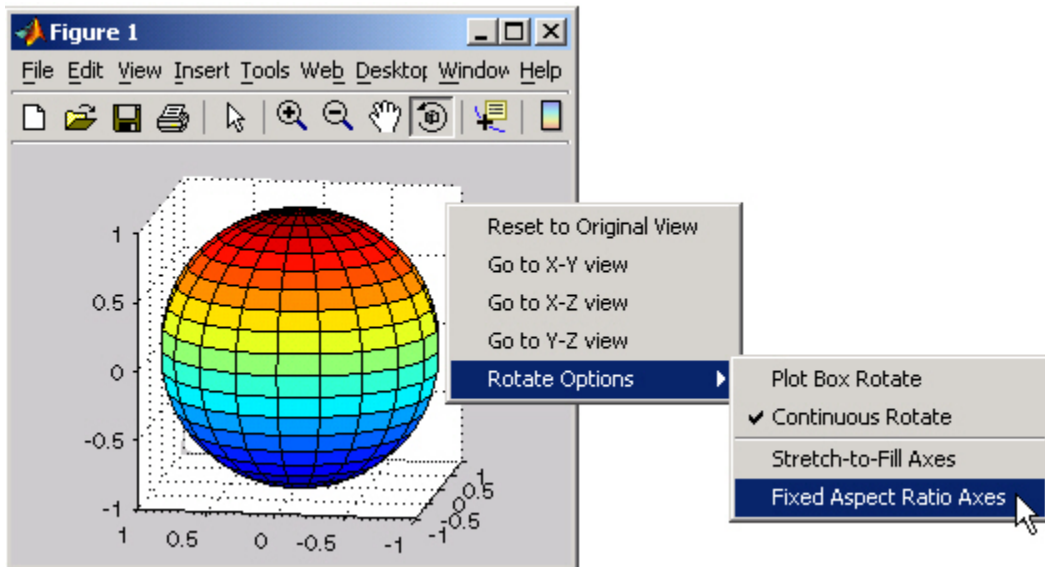 Figure 1
File Edit View Insert Tools Web Desktop Window Help
Reset to Original View
Go to X-Y view
Go to X-Z view
Go to Y-Z view
Rotate Options
Plot Box Rotate
Continuous Rotate
Stretch-to-Fill Axes
Fixed Aspect Ratio Axes
1
0.5
0
-0.5
-1
1 0.5 0 -0.5 -1
-1 -0.5 0 0.5 1